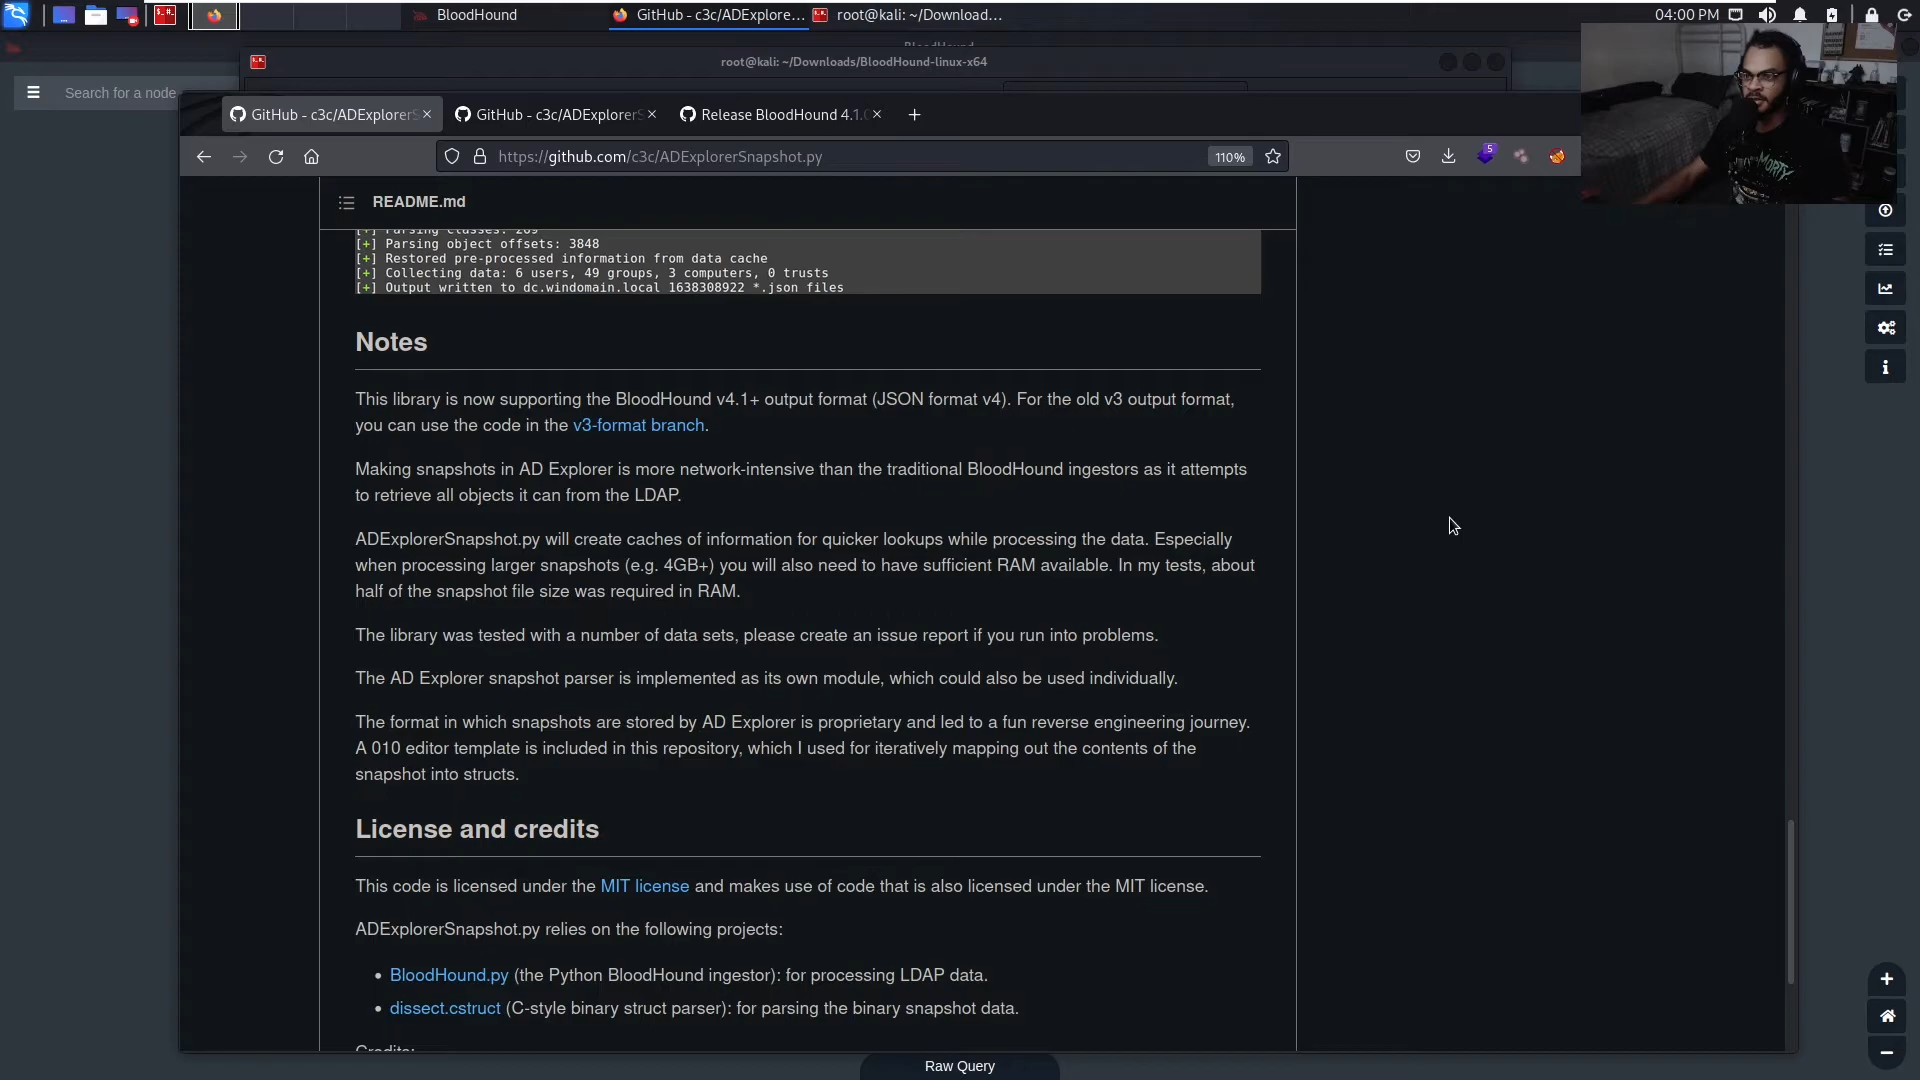 BloodHound
GitHub - c3c/ADExplore...
root@kali: ~/Download...
04:00 PM
BloodHound
root@kali: ~/Downloads/BloodHound-linux-x64
Search for a node
GitHub - c3c/ADExplorerS
GitHub - c3c/ADExplorerS
Release BloodHound 4.1.0
https://github.com/c3c/ADExplorerSnapshot.py
110%
5
README.md
[+] Parsing classes: 269
[+] Parsing object offsets: 3848
[+] Restored pre-processed information from data cache
[+] Collecting data: 6 users, 49 groups, 3 computers, 0 trusts
[+] Output written to dc.windomain.local_1638308922_*.json files
Notes
This library is now supporting the BloodHound v4.1+ output format (JSON format v4). For the old v3 output format,
you can use the code in the v3-format branch.
Making snapshots in AD Explorer is more network-intensive than the traditional BloodHound ingestors as it attempts
to retrieve all objects it can from the LDAP.
ADExplorerSnapshot.py will create caches of information for quicker lookups while processing the data. Especially
when processing larger snapshots (e.g. 4GB+) you will also need to have sufficient RAM available. In my tests, about
half of the snapshot file size was required in RAM.
The library was tested with a number of data sets, please create an issue report if you run into problems.
The AD Explorer snapshot parser is implemented as its own module, which could also be used individually.
The format in which snapshots are stored by AD Explorer is proprietary and led to a fun reverse engineering journey.
A 010 editor template is included in this repository, which I used for iteratively mapping out the contents of the
snapshot into structs.
License and credits
This code is licensed under the MIT license and makes use of code that is also licensed under the MIT license.
ADExplorerSnapshot.py relies on the following projects:
• BloodHound.py (the Python BloodHound ingestor): for processing LDAP data.
• dissect.cstruct (C-style binary struct parser): for parsing the binary snapshot data.
Credits:
Raw Query